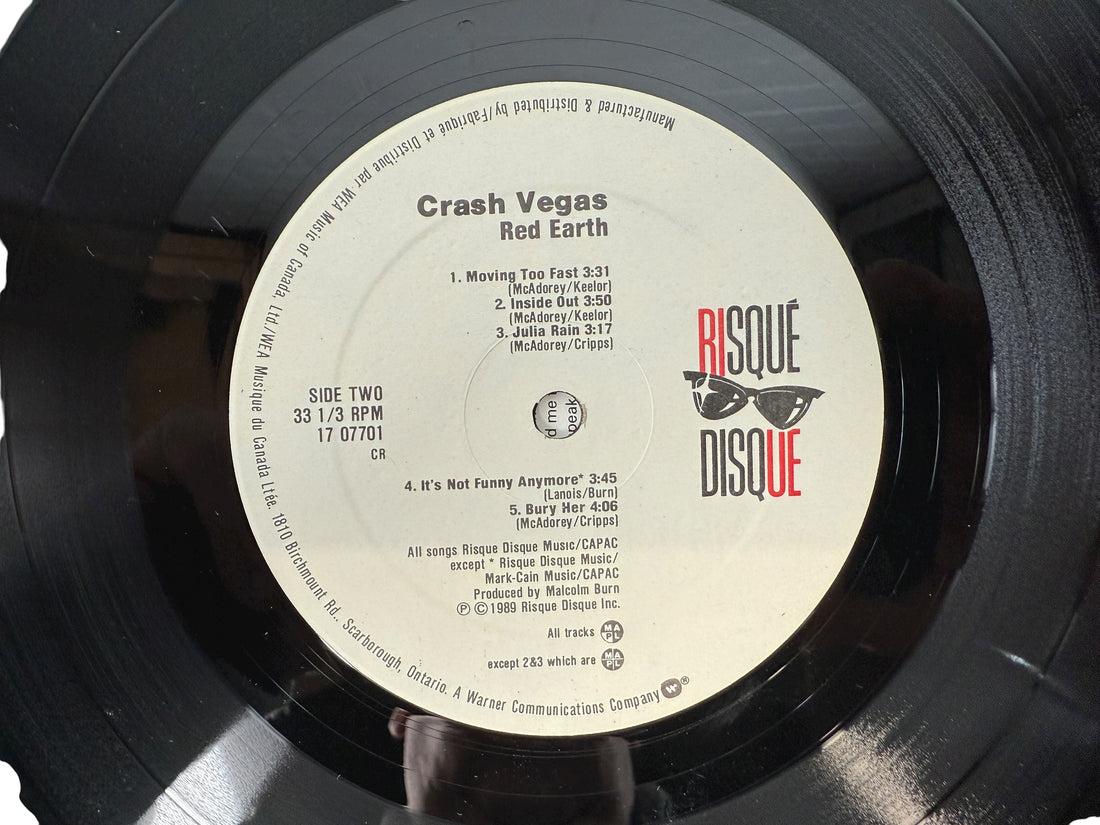 Manufactured & Distributed by/Fabriqué et Distribué par WEA Music of Canada, Ltd./WEA Musique du Canada Ltée. 1810 Birchmount Rd., Scarborough, Ontario. A Warner Communications Company W ®
Crash Vegas
Red Earth
1. Moving Too Fast 3:31
(McAdorey/Keelor)
2. Inside Out 3:50
(McAdorey/Keelor)
3. Julia Rain 3:17
(McAdorey/Cripps)
RISQUÉ
DISQUE
SIDE TWO
33 1/3 RPM
17 07701
CR
d me
peak
4. It's Not Funny Anymore* 3:45
(Lanois/Burn)
5. Bury Her 4:06
(McAdorey/Cripps)
All songs Risque Disque Music/CAPAC
except * Risque Disque Music/
Mark-Cain Music/CAPAC
Produced by Malcolm Burn
Ⓟ ©1989 Risque Disque Inc.
All tracks MAPL
except 2&3 which are MAPL